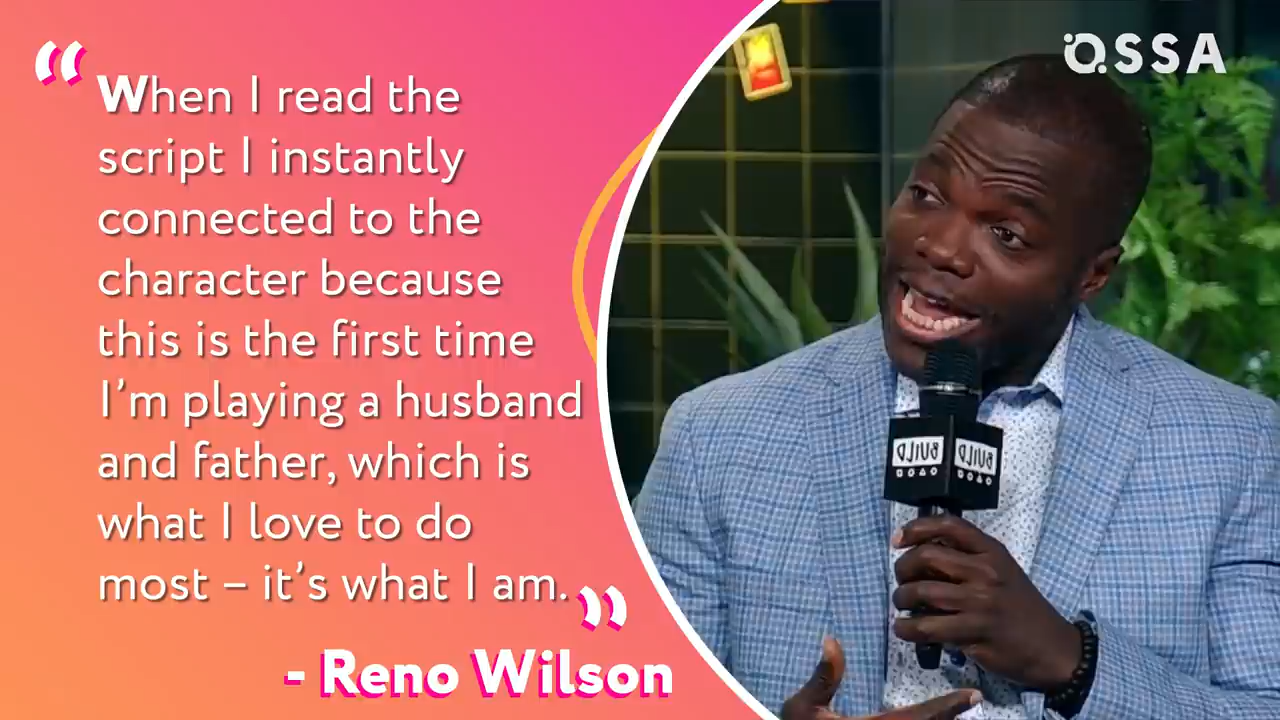 OSSA
“When I read the
script I instantly
connected to the
character because
this is the first time
I’m playing a husband
and father, which is
what I love to do
most – it’s what I am.”
- Reno Wilson
BUILD
BUILD